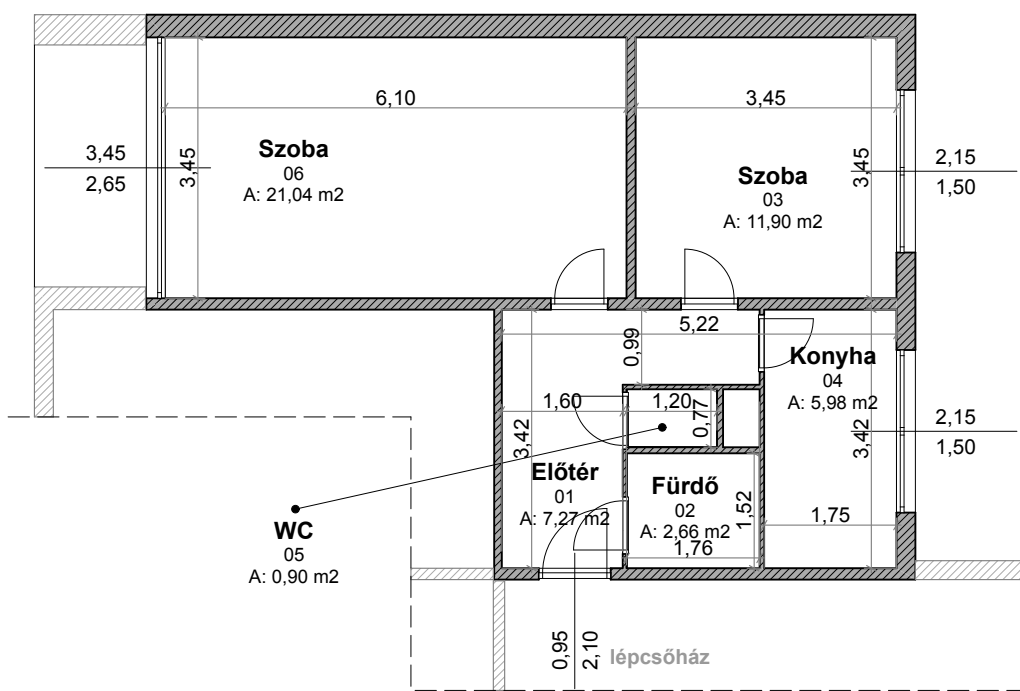 6,10
3,45
3,45
2,65
3,45
Szoba
06
A: 21,04 m2
Szoba
03
A: 11,90 m2
3,45
2,15
1,50
5,22
0,99
Konyha
04
A: 5,98 m2
3,42
2,15
1,50
1,60
1,20
0,77
3,42
Előtér
01
A: 7,27 m2
Fürdő
02
A: 2,66 m2
1,52
1,76
1,75
WC
05
A: 0,90 m2
0,95
2,10
lépcsőház